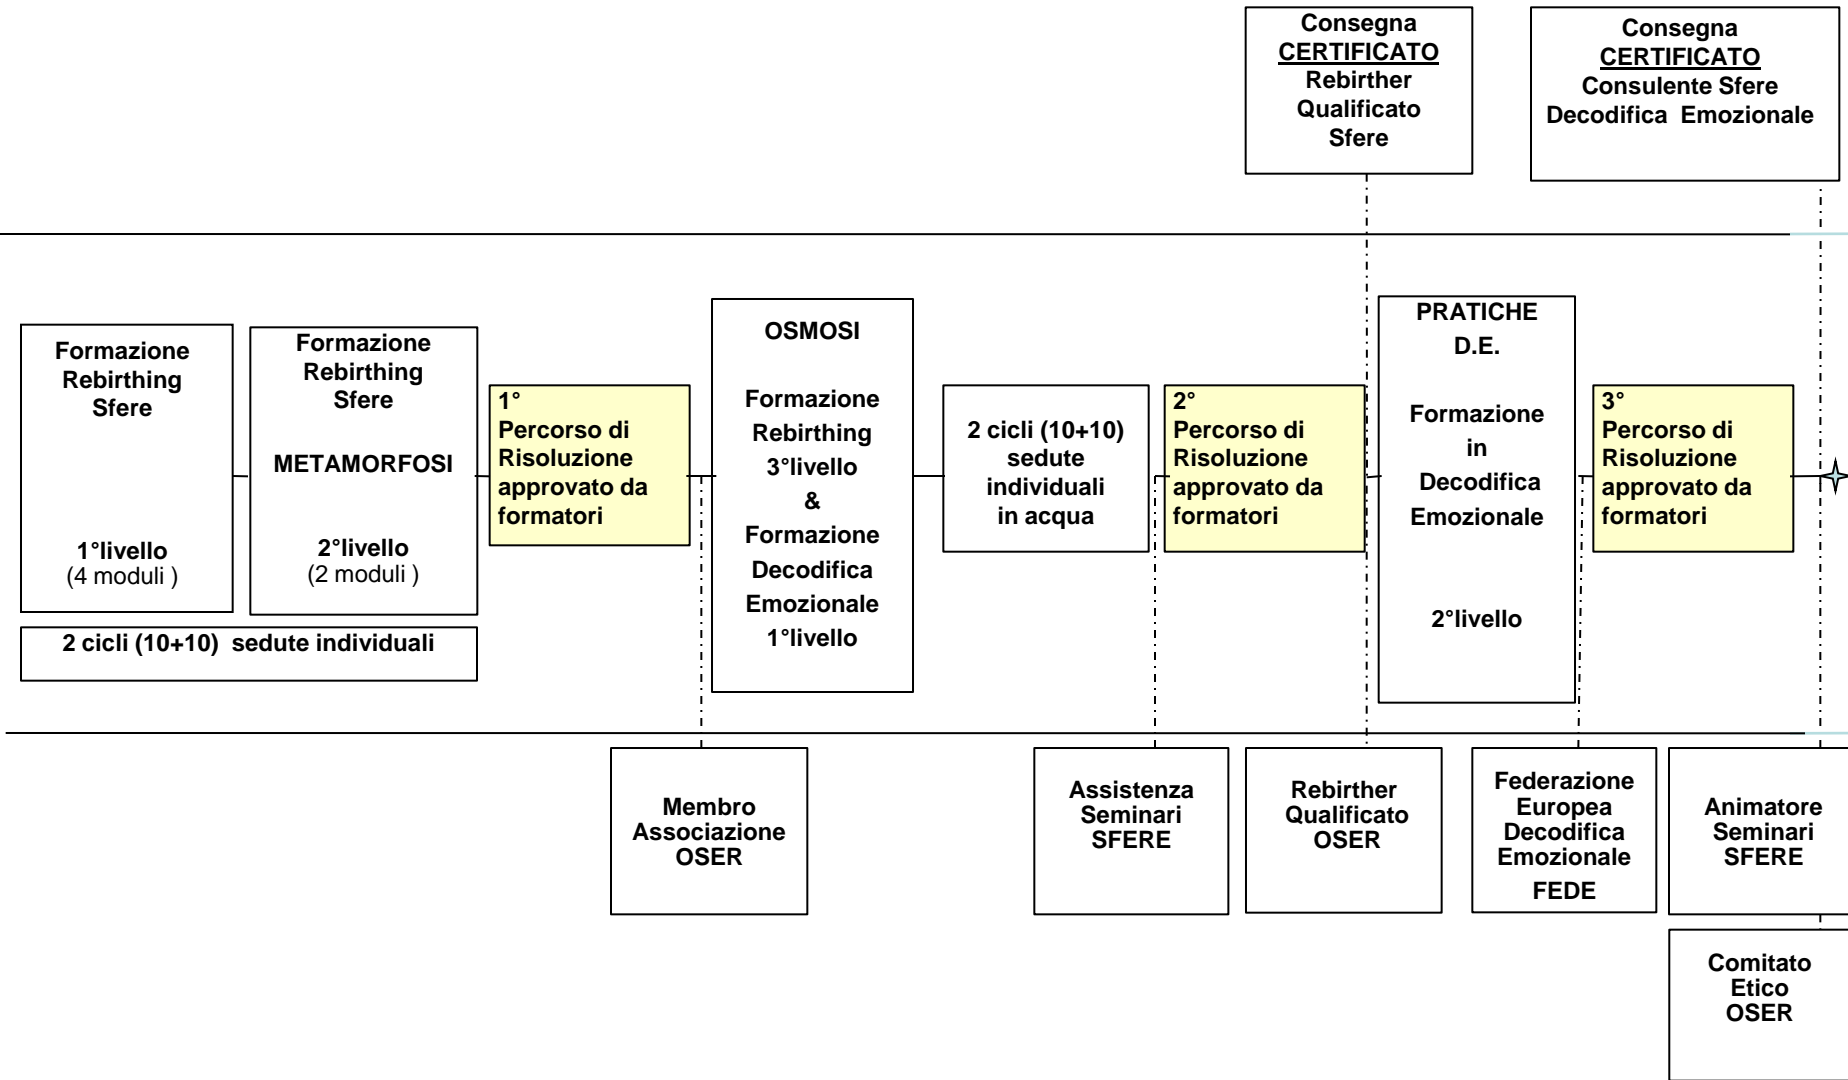 Consegna
CERTIFICATO
Rebirther
Qualificato
Sfere
Consegna
CERTIFICATO
Consulente Sfere
Decodifica Emozionale
Formazione
Rebirthing
Sfere
1°livello
(4 moduli )
Formazione
Rebirthing
Sfere
METAMORFOSI
2°livello
(2 moduli )
2 cicli (10+10) sedute individuali
1°
Percorso di
Risoluzione
approvato da
formatori
OSMOSI
Formazione
Rebirthing
3°livello
&
Formazione
Decodifica
Emozionale
1°livello
2 cicli (10+10)
sedute
individuali
in acqua
2°
Percorso di
Risoluzione
approvato da
formatori
PRATICHE
D.E.
Formazione
in
Decodifica
Emozionale
2°livello
3°
Percorso di
Risoluzione
approvato da
formatori
Membro
Associazione
OSER
Assistenza
Seminari
SFERE
Rebirther
Qualificato
OSER
Federazione
Europea
Decodifica
Emozionale
FEDE
Animatore
Seminari
SFERE
Comitato
Etico
OSER